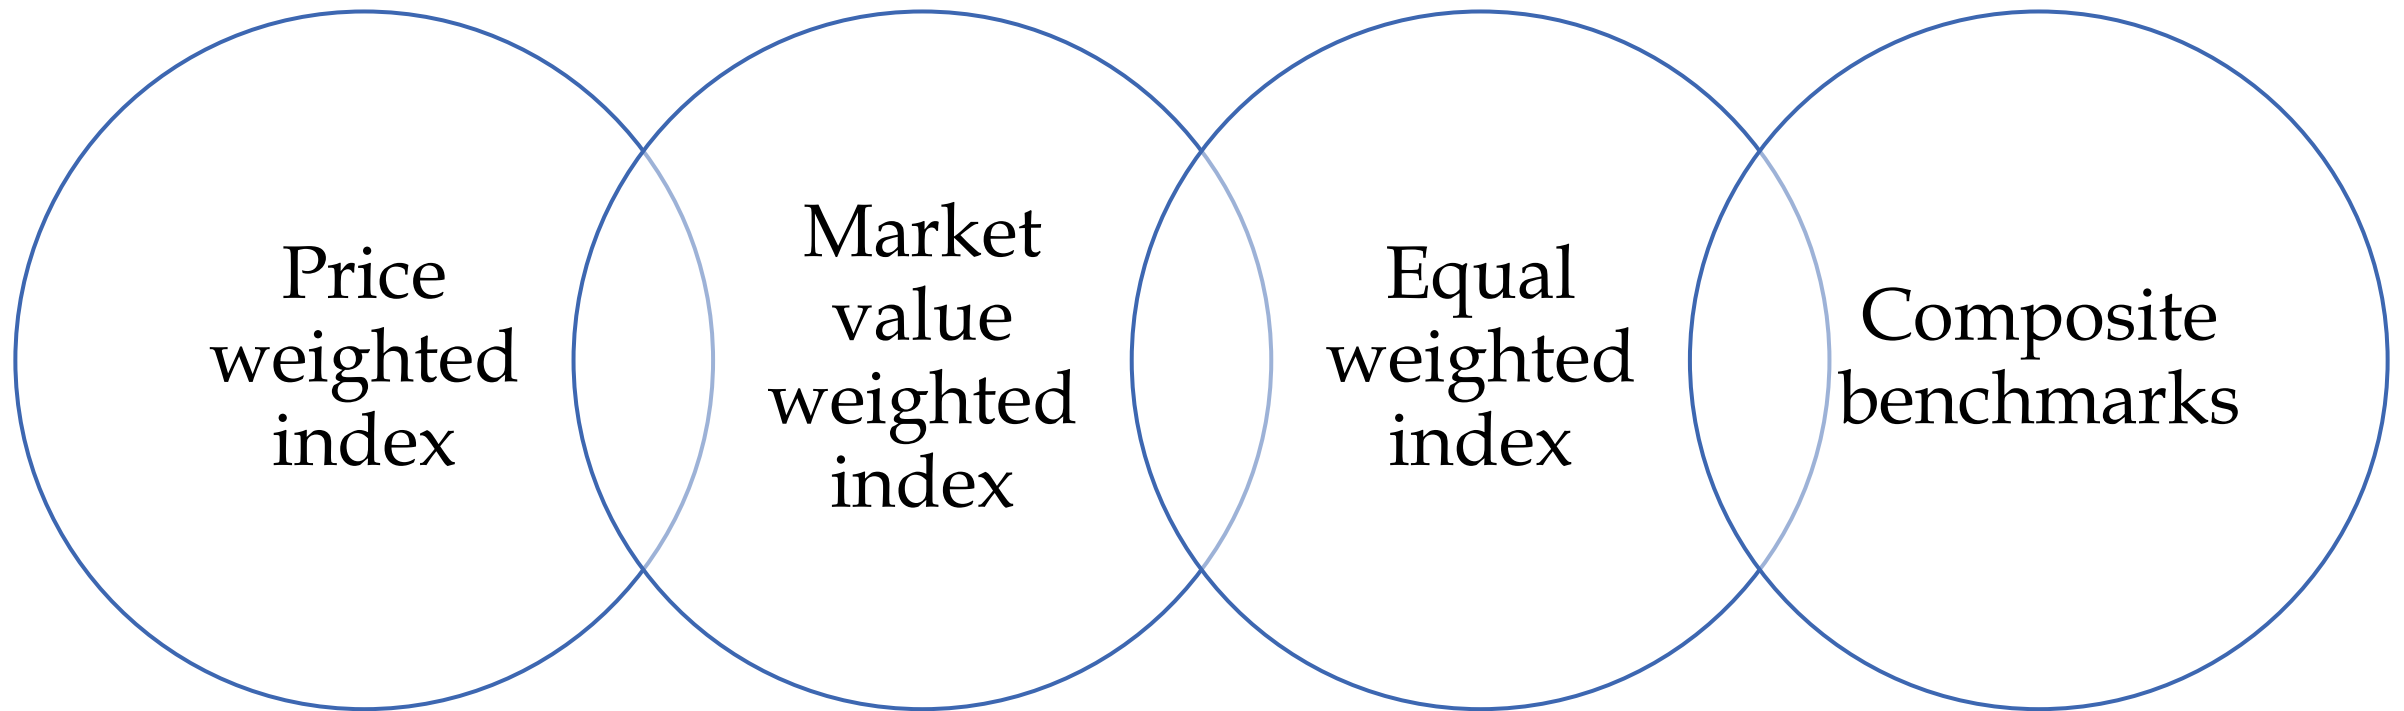 Price
weighted
index
Market
value
weighted
index
Equal
weighted
index
Composite
benchmarks